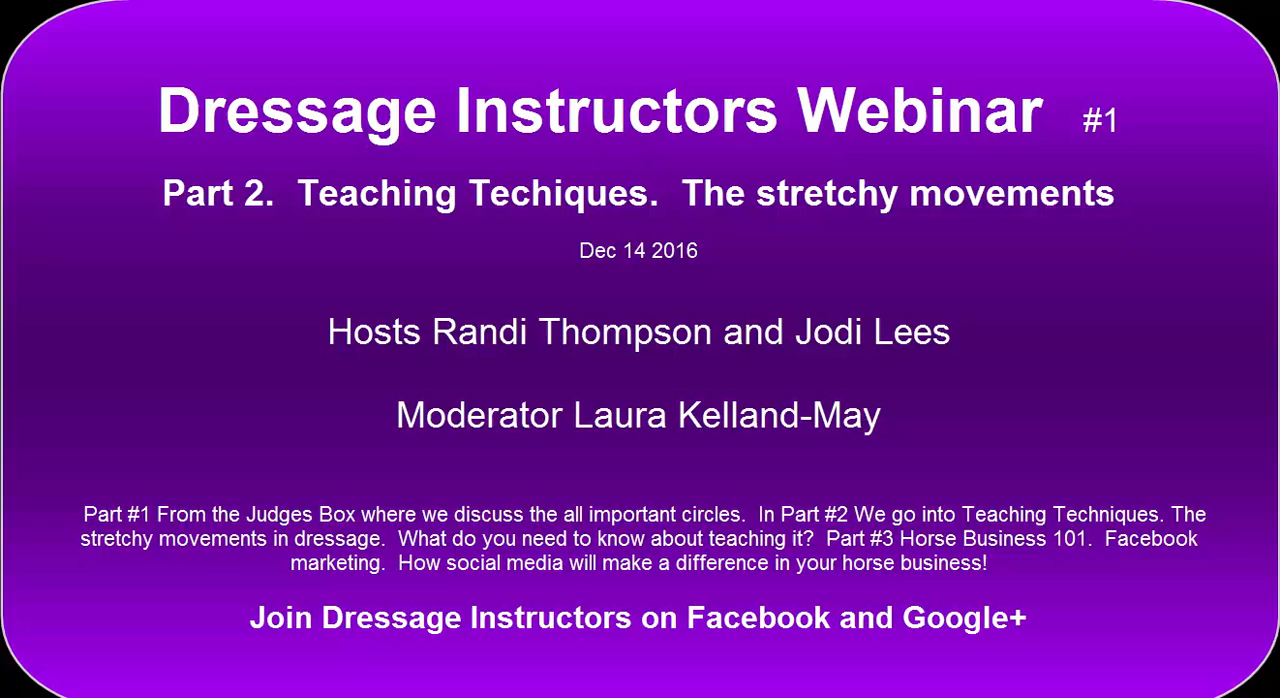 Dressage Instructors Webinar #1
Part 2. Teaching Techiques. The stretchy movements
Dec 14 2016
Hosts Randi Thompson and Jodi Lees
Moderator Laura Kelland-May
Part #1 From the Judges Box where we discuss the all important circles. In Part #2 We go into Teaching Techniques. The
stretchy movements in dressage. What do you need to know about teaching it? Part #3 Horse Business 101. Facebook
marketing. How social media will make a difference in your horse business!
Join Dressage Instructors on Facebook and Google+